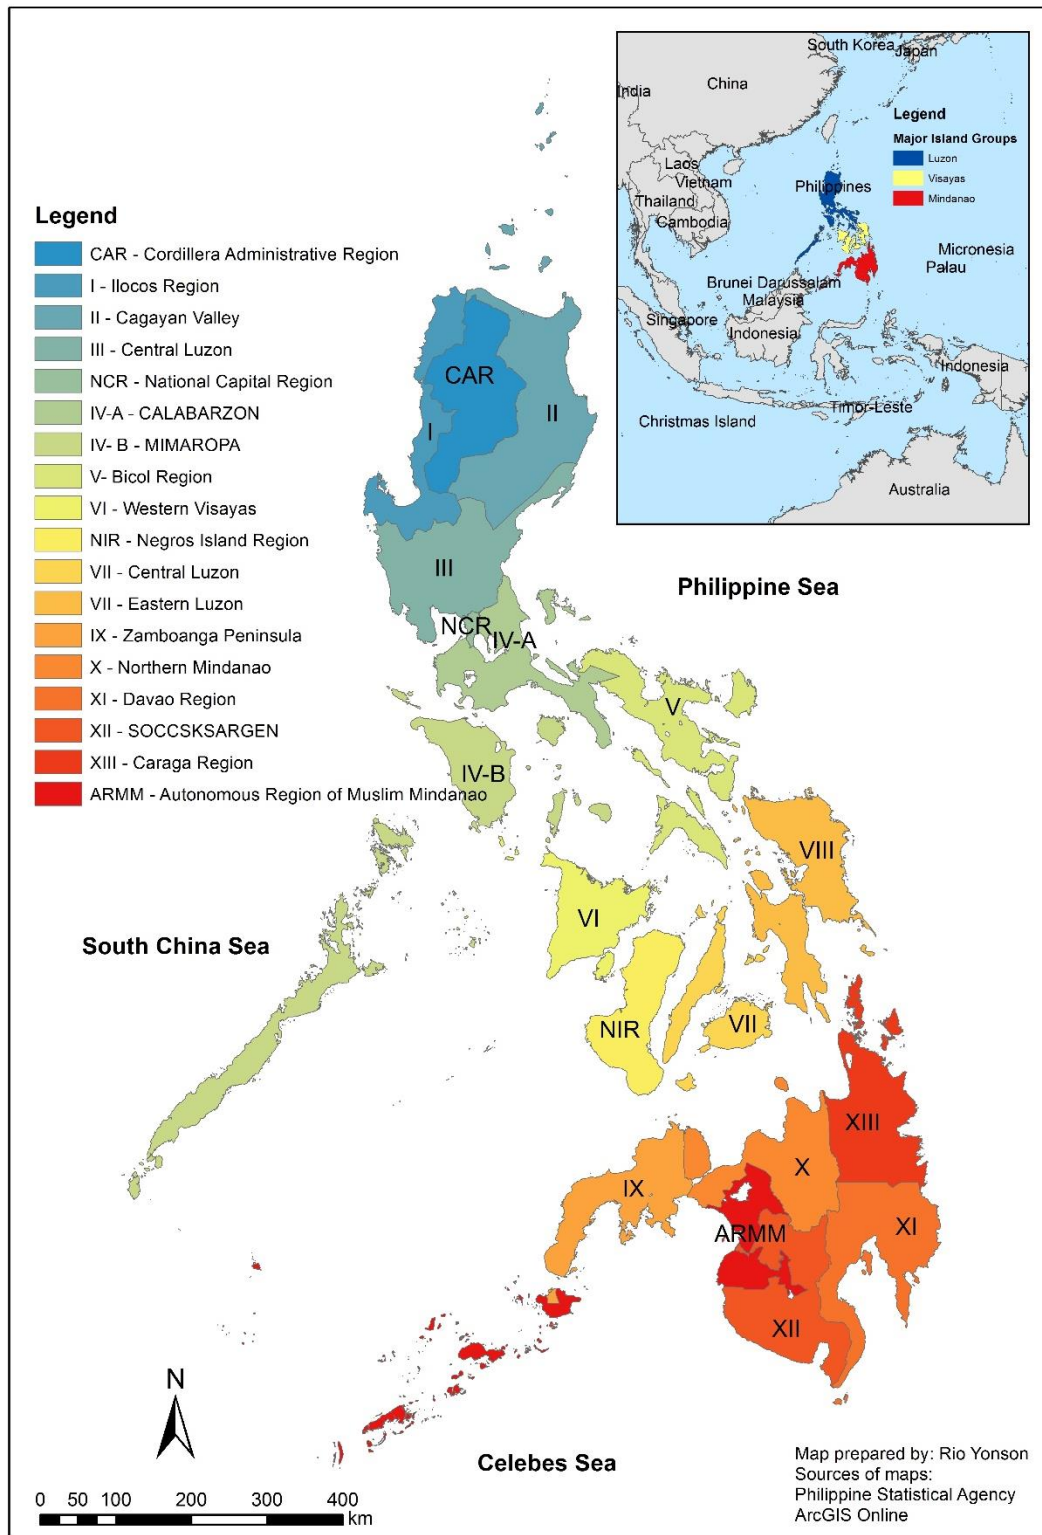 Legend
CAR - Cordillera Administrative Region
I - Ilocos Region
II - Cagayan Valley
III - Central Luzon
NCR - National Capital Region
IV-A - CALABARZON
IV- B - MIMAROPA
V- Bicol Region
VI - Western Visayas
NIR - Negros Island Region
VII - Central Luzon
VII - Eastern Luzon
IX - Zamboanga Peninsula
X - Northern Mindanao
XI - Davao Region
XII - SOCCSKSARGEN
XIII - Caraga Region
ARMM - Autonomous Region of Muslim Mindanao
South Korea
Japan
China
India
Legend
Major Island Groups
Luzon
Visayas
Mindanao
Laos
Vietnam
Philippines
Thailand
Cambodia
Micronesia
Palau
Brunei Darussalam
Malaysia
Singapore
Indonesia
Indonesia
Timor-Leste
Christmas Island
Australia
CAR
I
II
III
Philippine Sea
NCR
IV-A
V
IV-B
VIII
VI
South China Sea
NIR
VII
XIII
X
IX
XI
ARMM
XII
N
Celebes Sea
0 50 100 200 300 400
km
Map prepared by: Rio Yonson
Sources of maps:
Philippine Statistical Agency
ArcGIS Online